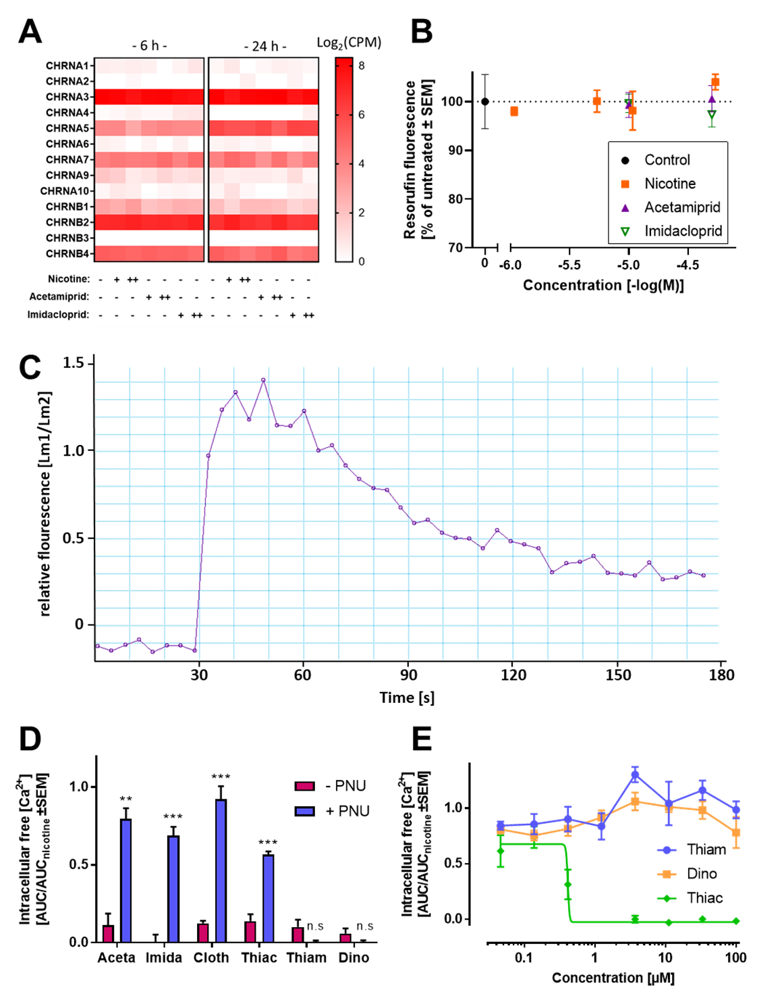 A
- 6 h -
- 24 h -
Log2(CPM)
CHRNA1
CHRNA2
CHRNA3
CHRNA4
CHRNA5
CHRNA6
CHRNA7
CHRNA9
CHRNA10
CHRNB1
CHRNB2
CHRNB3
CHRNB4
8
6
4
2
0
Nicotine: - + ++ - - - - - + ++ - - - -
Acetamiprid: - - - + ++ - - - - - + ++ - -
Imidacloprid: - - - - - + ++ - - - - - + ++
B
Resorufin fluorescence
[% of untreated ± SEM]
100
90
80
70
Control
Nicotine
Acetamiprid
Imidacloprid
0 -6.0 -5.5 -5.0 -4.5
Concentration [-log(M)]
C
relative flourescence [Lm1/Lm2]
1.5
1.0
0.5
0
30 60 90 120 150 180
Time [s]
D
Intracellular free [Ca2+]
[AUC/AUCnicotine ±SEM]
1.0
0.5
0.0
** *** *** *** n.s n.s
- PNU
+ PNU
Aceta Imida Cloth Thiac Thiam Dino
E
Intracellular free [Ca2+]
[AUC/AUCnicotine ±SEM]
1.0
0.5
0.0
Thiam
Dino
Thiac
0.1 1 10 100
Concentration [µM]